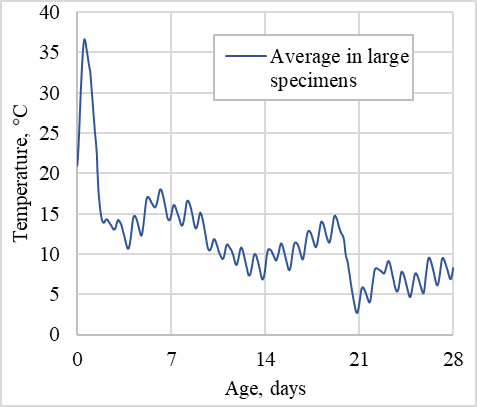 40
35
30
25
20
15
10
5
0
Temperature, °C
Average in large
specimens
0 7 14 21 28
Age, days